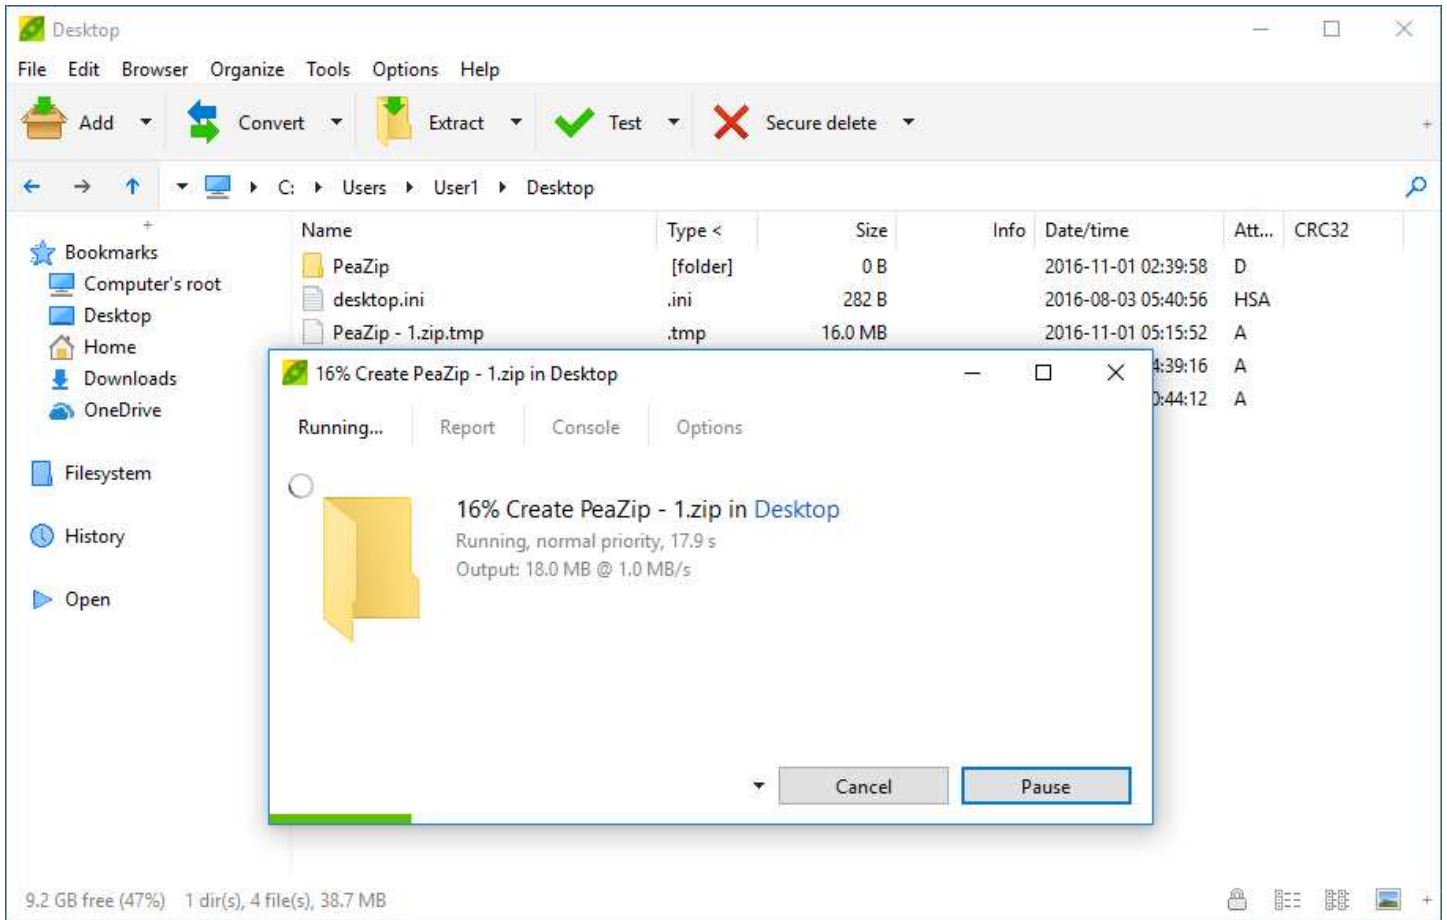 Desktop
File Edit Browser Organize Tools Options Help
Add Convert Extract Test Secure delete +
C: Users User1 Desktop
+
Bookmarks
Computer's root
Desktop
Home
Downloads
OneDrive
Filesystem
History
Open
Name Type < Size Info Date/time Att... CRC32
PeaZip [folder] 0 B 2016-11-01 02:39:58 D
desktop.ini .ini 282 B 2016-08-03 05:40:56 HSA
PeaZip - 1.zip.tmp .tmp 16.0 MB 2016-11-01 05:15:52 A
:39:16 A
:44:12 A
16% Create PeaZip - 1.zip in Desktop
Running... Report Console Options
16% Create PeaZip - 1.zip in Desktop
Running, normal priority, 17.9 s
Output: 18.0 MB @ 1.0 MB/s
Cancel Pause
9.2 GB free (47%) 1 dir(s), 4 file(s), 38.7 MB +